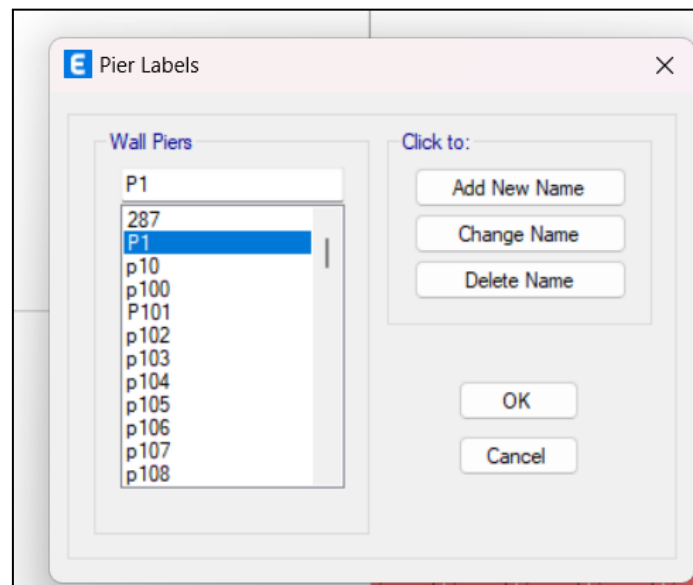 E Pier Labels
Wall Piers
P1
287
P1
p10
p100
P101
p102
p103
p104
p105
p106
p107
p108
Click to:
Add New Name
Change Name
Delete Name
OK
Cancel